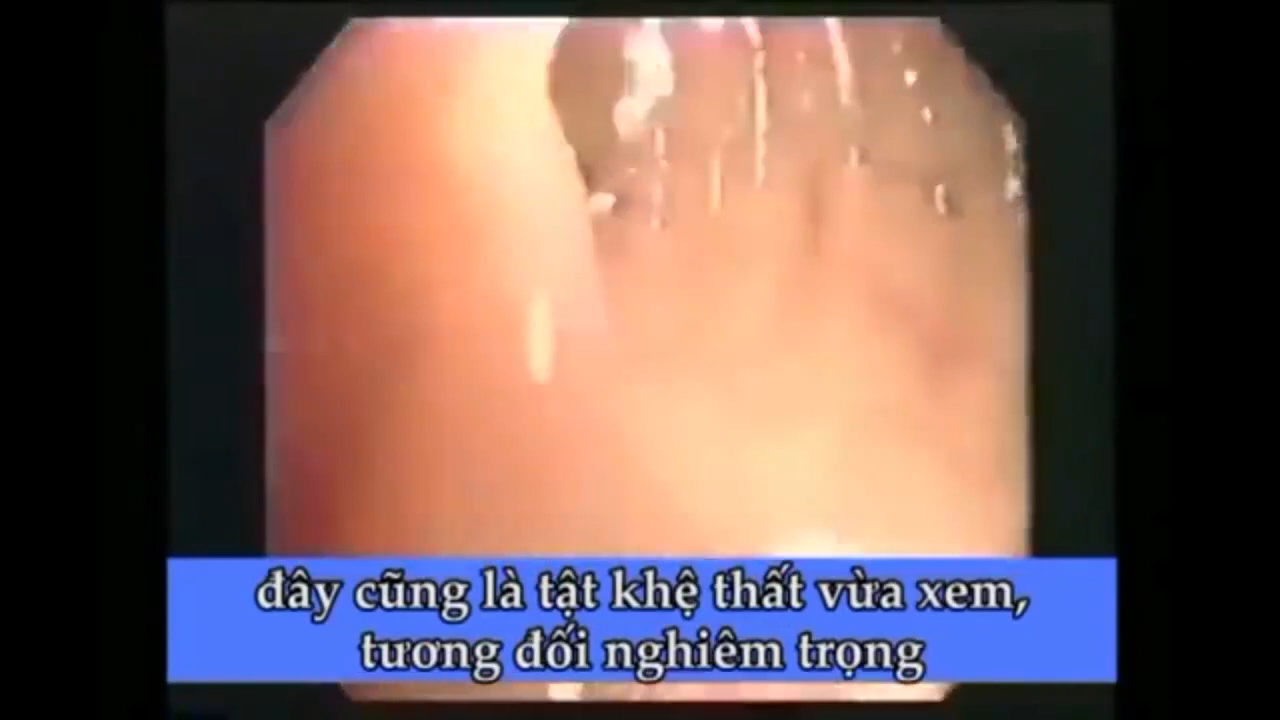 đây cũng là tật khệ thất vừa xem,
tương đối nghiêm trọng